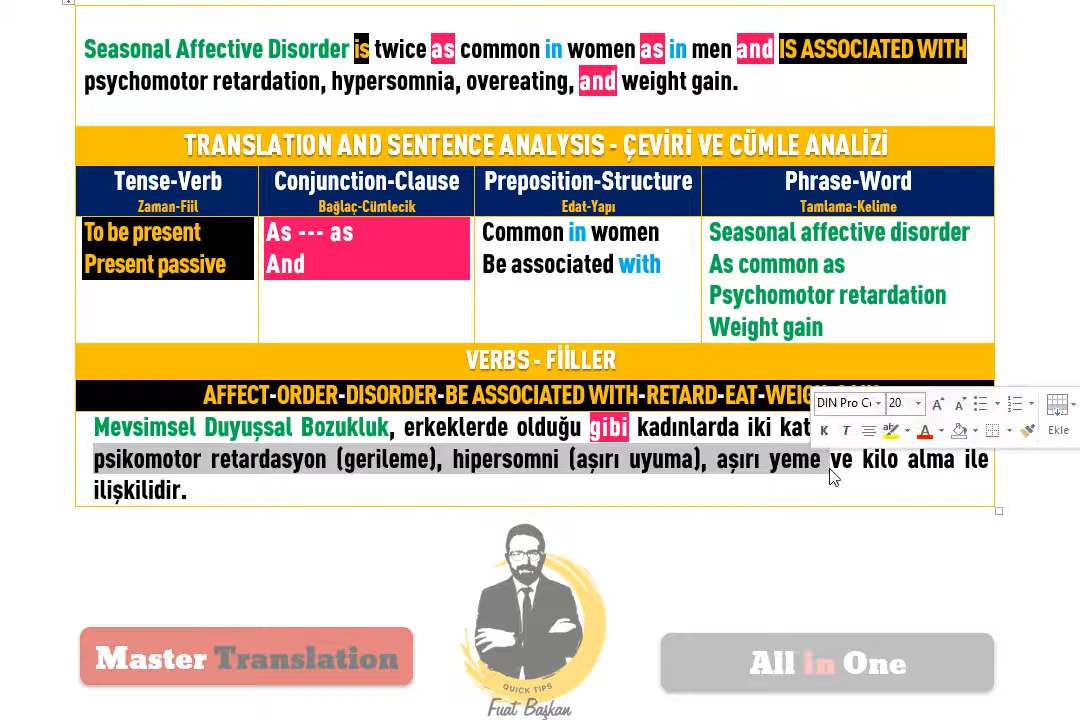 Seasonal Affective Disorder is twice as common in women as in men and IS ASSOCIATED WITH
psychomotor retardation, hypersomnia, overeating, and weight gain.
TRANSLATION AND SENTENCE ANALYSIS - ÇEVİRİ VE CÜMLE ANALİZİ
Tense-Verb Conjunction-Clause Preposition-Structure Phrase-Word
Zaman-Fiil Bağlaç-Cümlecik Edat-Yapı Tamlama-Kelime
To be present As --- as Common in women Seasonal affective disorder
Present passive And Be associated with As common as
Psychomotor retardation
Weight gain
VERBS - FİİLLER
AFFECT-ORDER-DISORDER-BE ASSOCIATED WITH-RETARD-EAT-WEIGH
DIN Pro C 20
Mevsimsel Duyuşsal Bozukluk, erkeklerde olduğu gibi kadınlarda iki kat
K T A Ekle
psikomotor retardasyon (gerileme), hipersomni (aşırı uyuma), aşırı yeme ve kilo alma ile
ilişkilidir.
Master Translation
All in One
QUICK TIPS
Fuat Başkan